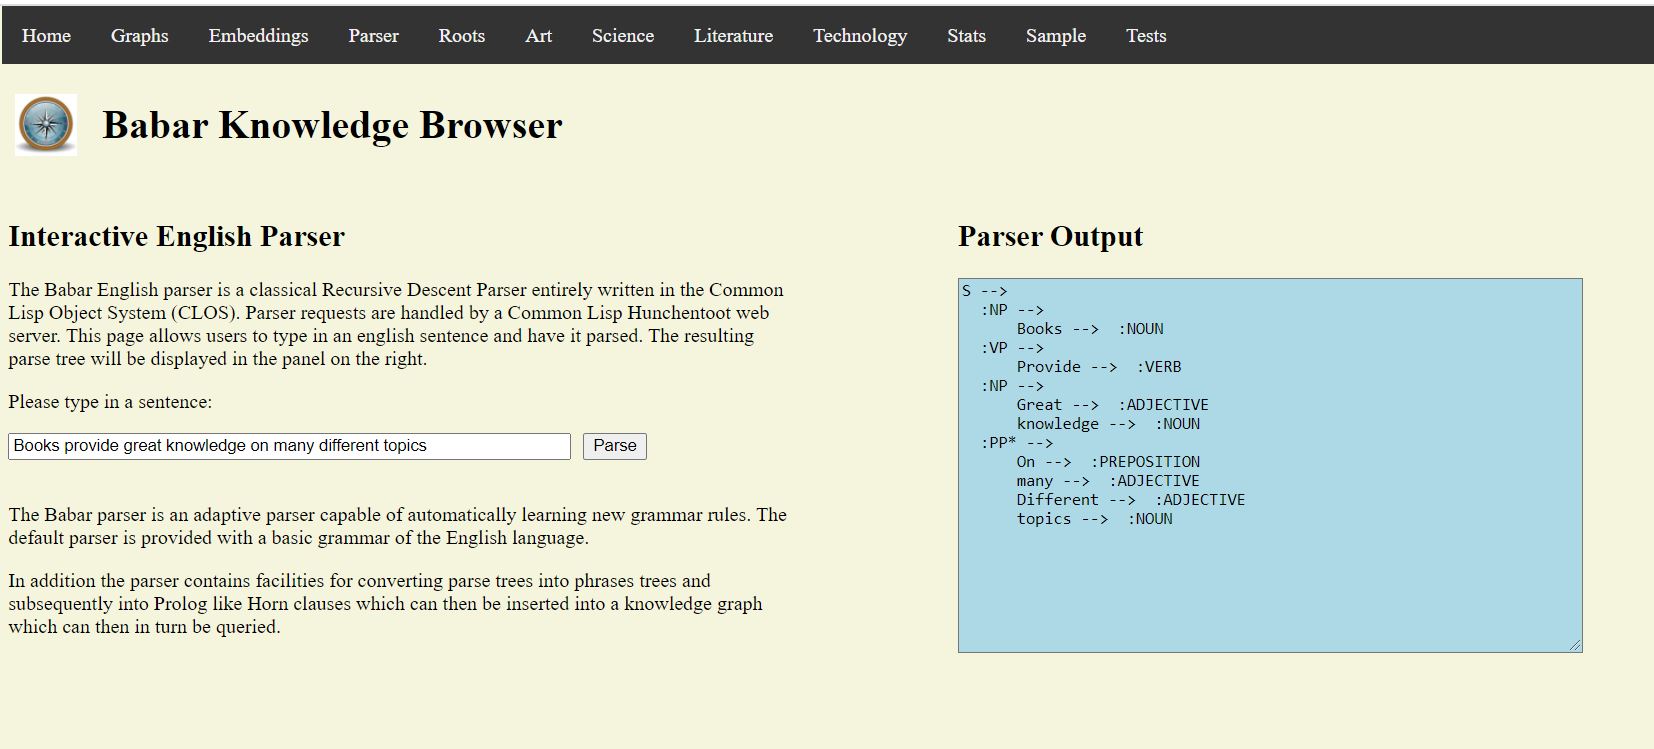 Home Graphs Embeddings Parser Roots Art Science Literature Technology Stats Sample Tests
Babar Knowledge Browser
Interactive English Parser
The Babar English parser is a classical Recursive Descent Parser entirely written in the Common
Lisp Object System (CLOS). Parser requests are handled by a Common Lisp Hunchentoot web
server. This page allows users to type in an english sentence and have it parsed. The resulting
parse tree will be displayed in the panel on the right.
Please type in a sentence:
Books provide great knowledge on many different topics Parse
The Babar parser is an adaptive parser capable of automatically learning new grammar rules. The
default parser is provided with a basic grammar of the English language.
In addition the parser contains facilities for converting parse trees into phrases trees and
subsequently into Prolog like Horn clauses which can then be inserted into a knowledge graph
which can then in turn be queried.
Parser Output
S -->
  :NP -->
      Books -->  :NOUN
  :VP -->
      Provide -->  :VERB
  :NP -->
      Great -->  :ADJECTIVE
      knowledge -->  :NOUN
  :PP* -->
      On -->  :PREPOSITION
      many -->  :ADJECTIVE
      Different -->  :ADJECTIVE
      topics -->  :NOUN